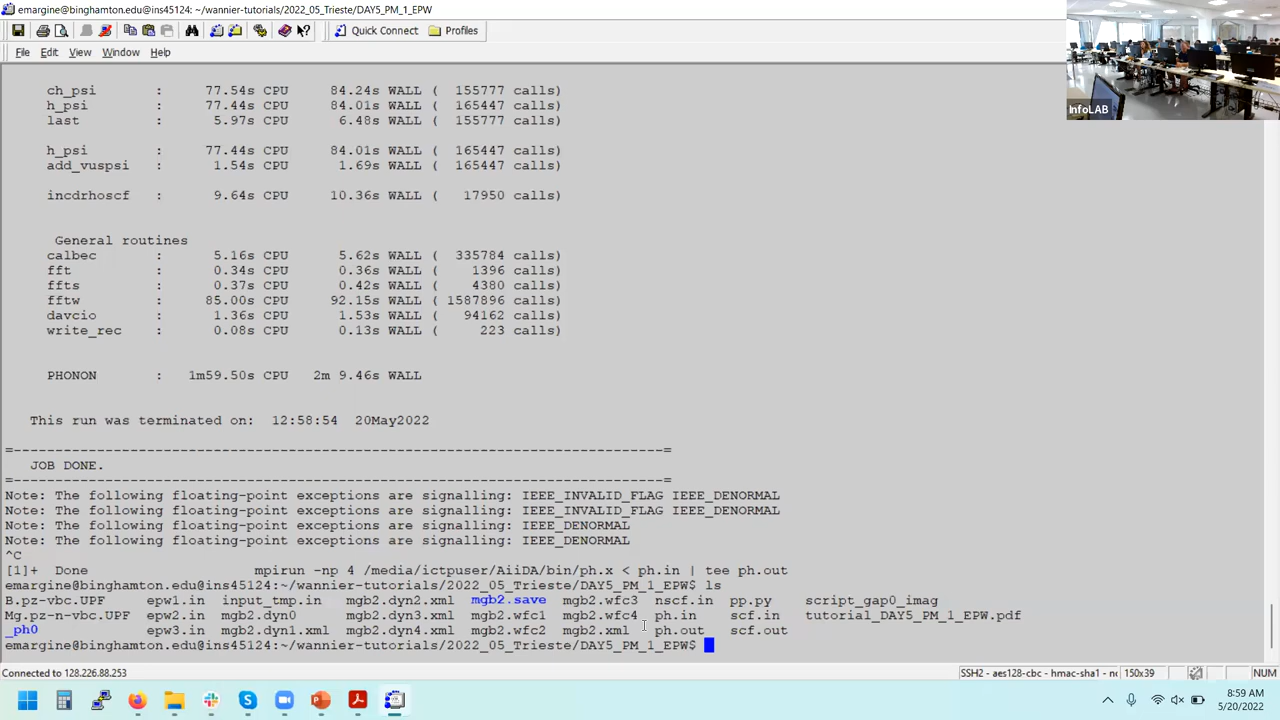 emargine@binghamton.edu@ins45124: ~/wannier-tutorials/2022_05_Trieste/DAY5_PM_1_EPW
Quick Connect Profiles
File Edit View Window Help
InfoLAB
ch_psi : 77.54s CPU 84.24s WALL ( 155777 calls)
h_psi : 77.44s CPU 84.01s WALL ( 165447 calls)
last : 5.97s CPU 6.48s WALL ( 155777 calls)
h_psi : 77.44s CPU 84.01s WALL ( 165447 calls)
add_vuspsi : 1.54s CPU 1.69s WALL ( 165447 calls)
incdrhoscf : 9.64s CPU 10.36s WALL ( 17950 calls)
General routines
calbec : 5.16s CPU 5.62s WALL ( 335784 calls)
fft : 0.34s CPU 0.36s WALL ( 1396 calls)
ffts : 0.37s CPU 0.42s WALL ( 4380 calls)
fftw : 85.00s CPU 92.15s WALL ( 1587896 calls)
davcio : 1.36s CPU 1.53s WALL ( 94162 calls)
write_rec : 0.08s CPU 0.13s WALL ( 223 calls)
PHONON : 1m59.50s CPU 2m 9.46s WALL
This run was terminated on: 12:58:54 20May2022
=------------------------------------------------------------------------------=
JOB DONE.
=------------------------------------------------------------------------------=
Note: The following floating-point exceptions are signalling: IEEE_INVALID_FLAG IEEE_DENORMAL
Note: The following floating-point exceptions are signalling: IEEE_INVALID_FLAG IEEE_DENORMAL
Note: The following floating-point exceptions are signalling: IEEE_DENORMAL
Note: The following floating-point exceptions are signalling: IEEE_DENORMAL
^C
[1]+ Done mpirun -np 4 /media/ictpuser/AiiDA/bin/ph.x < ph.in | tee ph.out
emargine@binghamton.edu@ins45124:~/wannier-tutorials/2022_05_Trieste/DAY5_PM_1_EPW$ ls
B.pz-vbc.UPF epw1.in input_tmp.in mgb2.dyn2.xml mgb2.save mgb2.wfc3 nscf.in pp.py script_gap0_imag
Mg.pz-n-vbc.UPF epw2.in mgb2.dyn0 mgb2.dyn3.xml mgb2.wfc1 mgb2.wfc4 ph.in scf.in tutorial_DAY5_PM_1_EPW.pdf
_ph0 epw3.in mgb2.dyn1.xml mgb2.dyn4.xml mgb2.wfc2 mgb2.xml ph.out scf.out
emargine@binghamton.edu@ins45124:~/wannier-tutorials/2022_05_Trieste/DAY5_PM_1_EPW$
Connected to 128.226.88.253 SSH2 - aes128-cbc - hmac-sha1 - nc 150x39 NUM
8:59 AM
5/20/2022